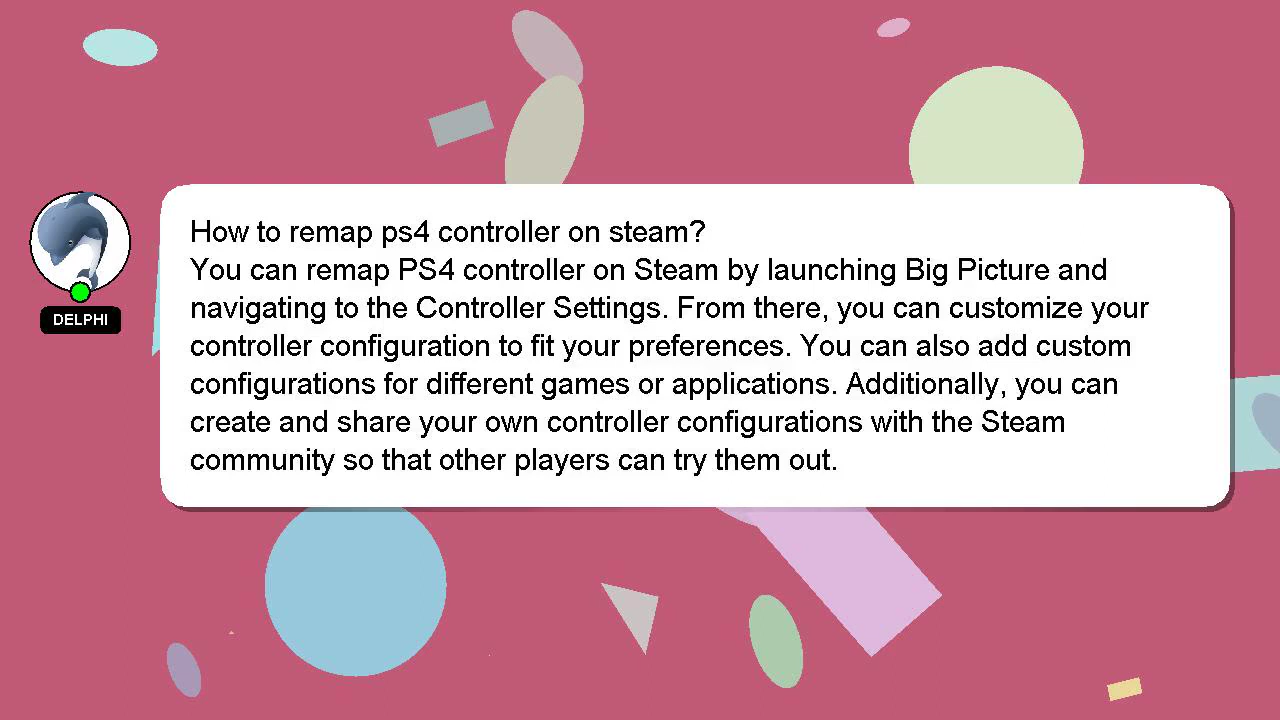 How to remap ps4 controller on steam?
You can remap PS4 controller on Steam by launching Big Picture and
navigating to the Controller Settings. From there, you can customize your
controller configuration to fit your preferences. You can also add custom
configurations for different games or applications. Additionally, you can
create and share your own controller configurations with the Steam
community so that other players can try them out.
DELPHI